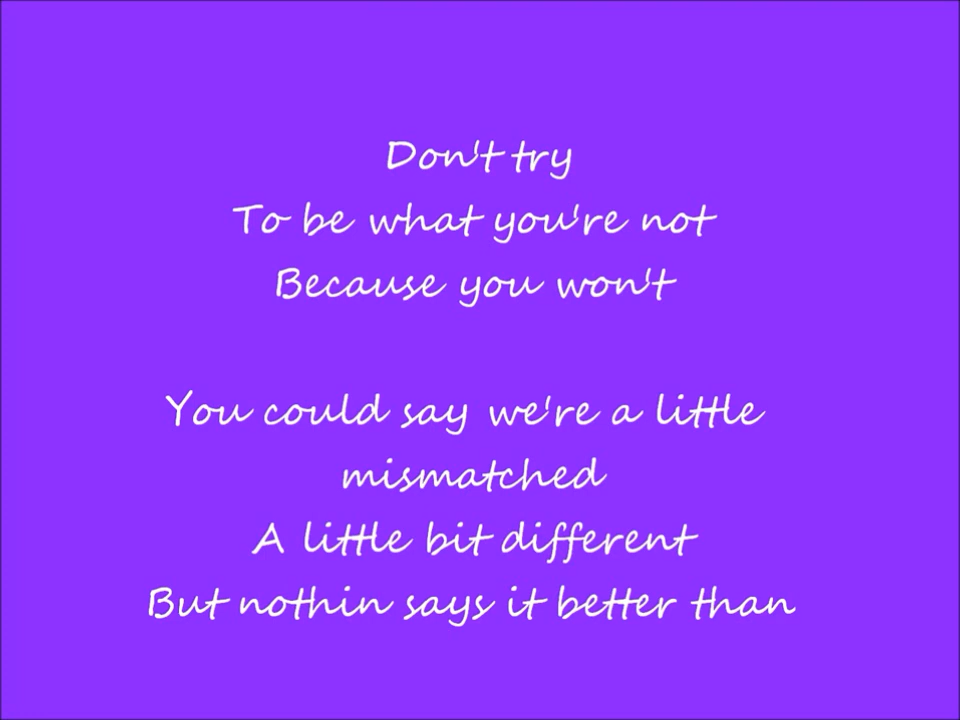 Don't try
To be what you're not
Because you won't
You could say we're a little
mismatched
A little bit different
But nothin says it better than